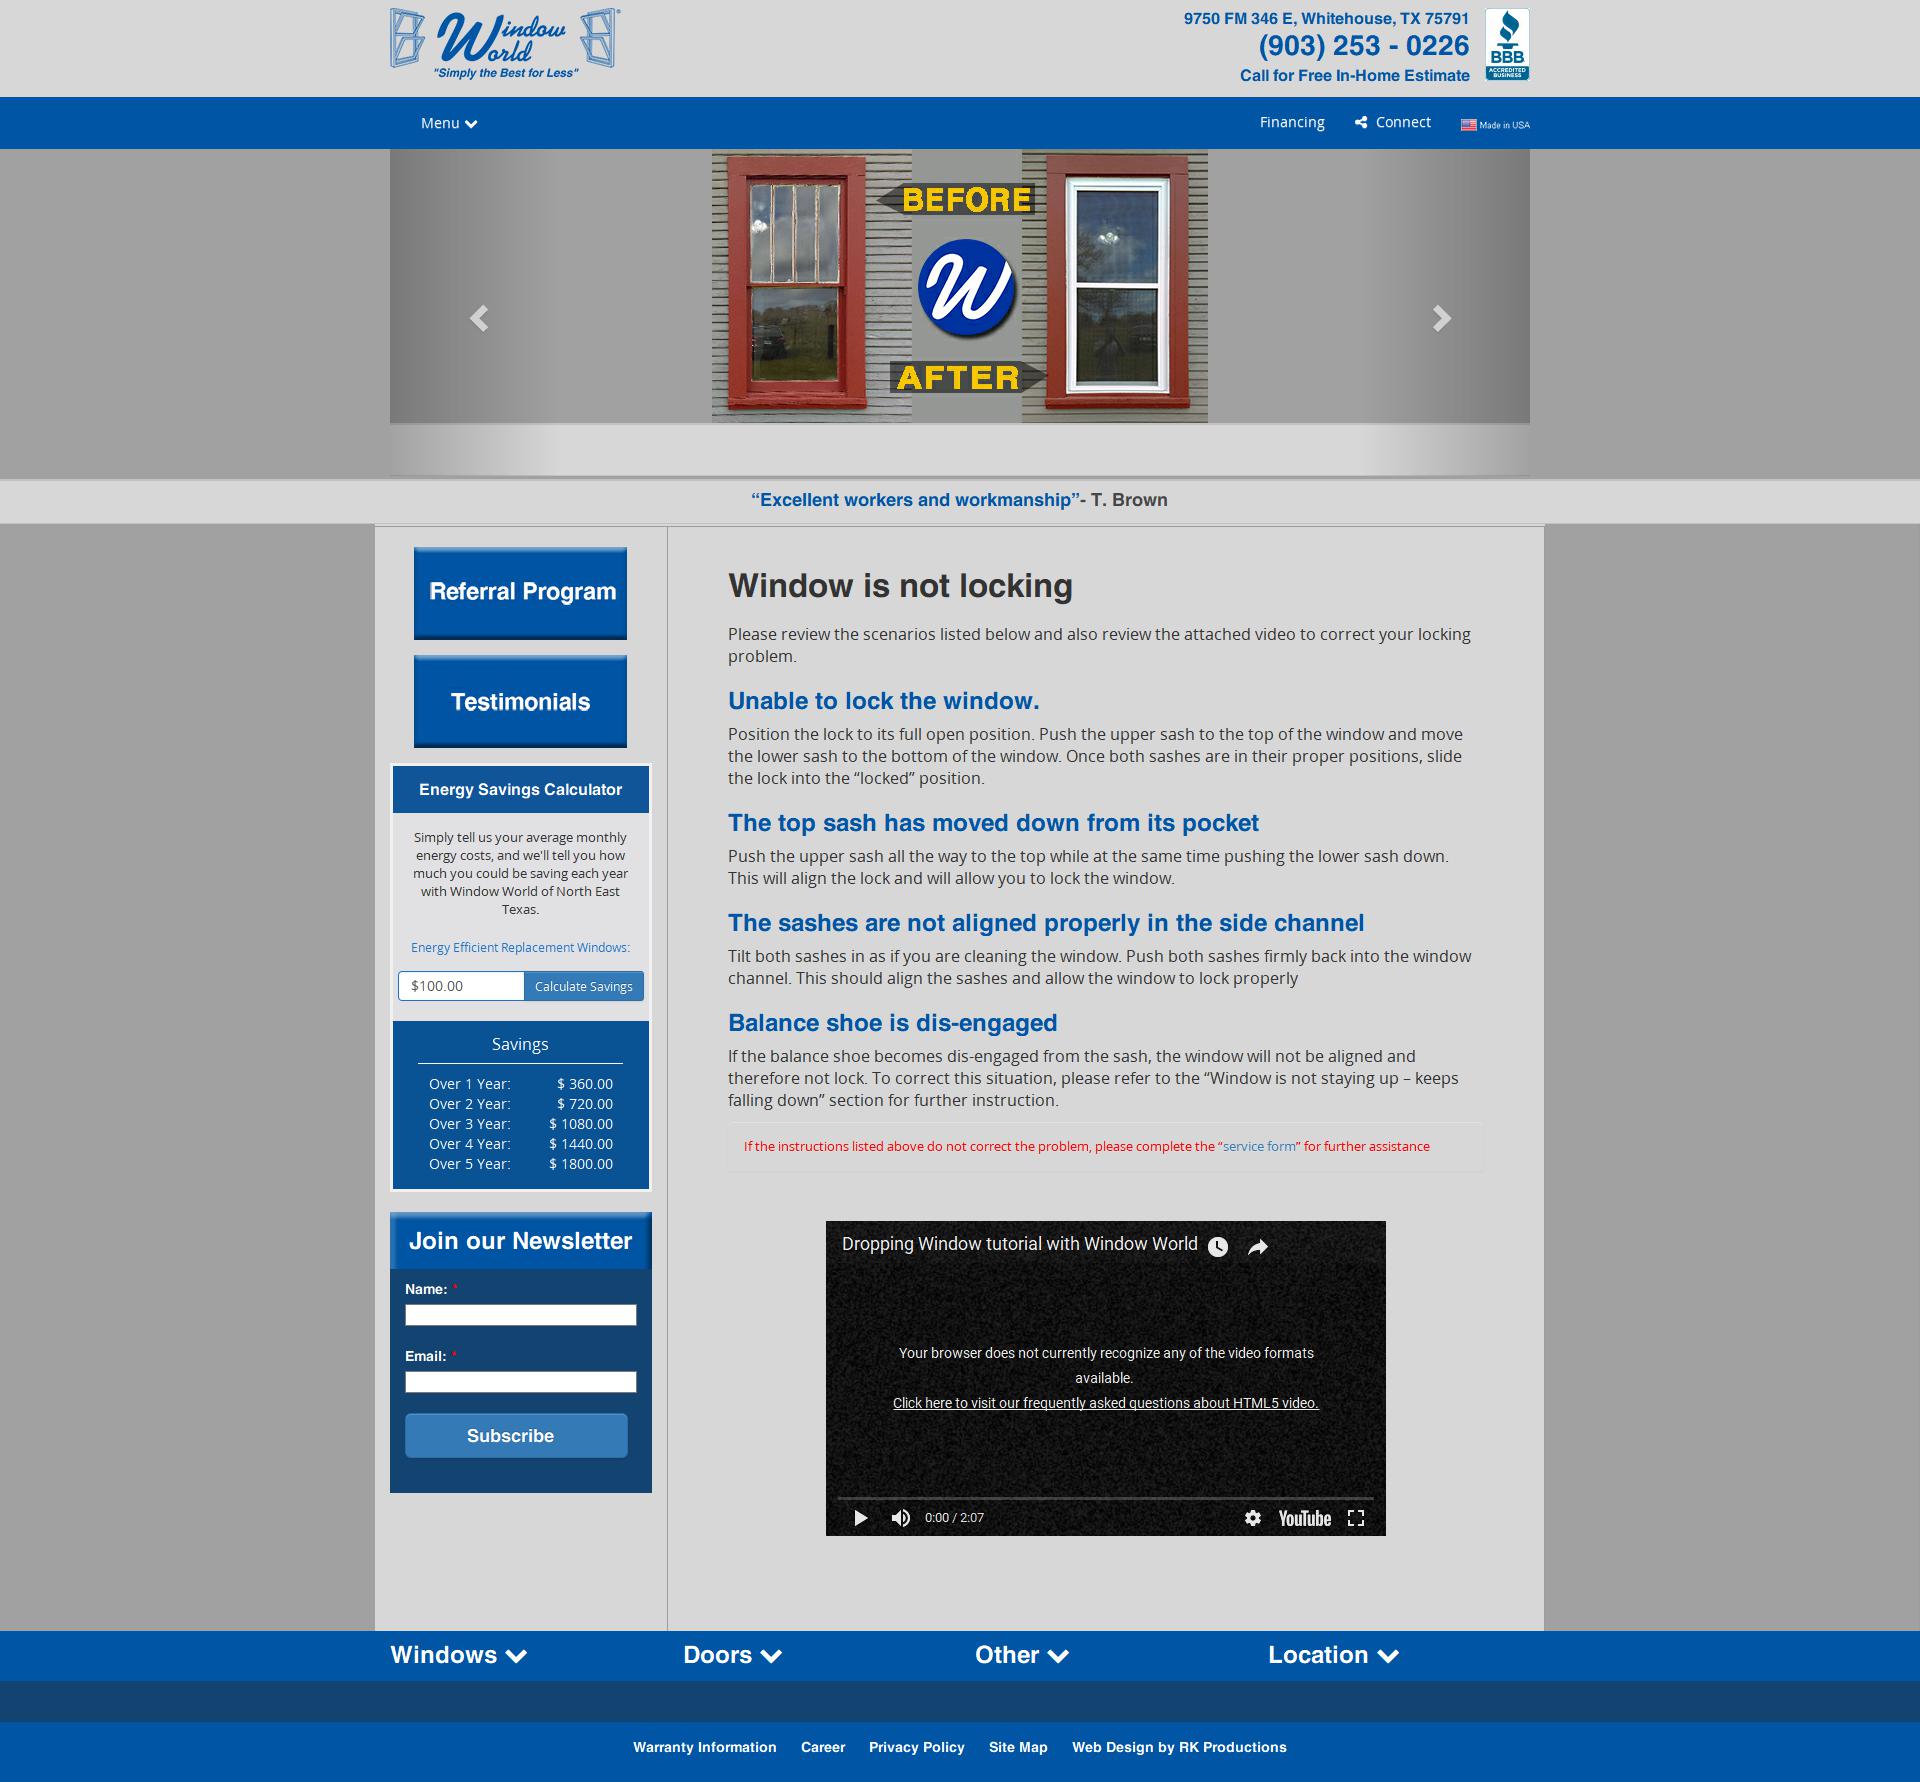 Window World
"Simply the Best for Less"
9750 FM 346 E, Whitehouse, TX 75791
(903) 253 - 0226
Call for Free In-Home Estimate
BBB
ACCREDITED BUSINESS
Menu
Financing
Connect
Made in USA
BEFORE
W
AFTER
“Excellent workers and workmanship”- T. Brown
Referral Program
Testimonials
Energy Savings Calculator
Simply tell us your average monthly
energy costs, and we'll tell you how
much you could be saving each year
with Window World of North East
Texas.
Energy Efficient Replacement Windows:
$100.00
Calculate Savings
Savings
Over 1 Year: $ 360.00
Over 2 Year: $ 720.00
Over 3 Year: $ 1080.00
Over 4 Year: $ 1440.00
Over 5 Year: $ 1800.00
Join our Newsletter
Name: *
Email: *
Subscribe
Window is not locking
Please review the scenarios listed below and also review the attached video to correct your locking
problem.
Unable to lock the window.
Position the lock to its full open position. Push the upper sash to the top of the window and move
the lower sash to the bottom of the window. Once both sashes are in their proper positions, slide
the lock into the “locked” position.
The top sash has moved down from its pocket
Push the upper sash all the way to the top while at the same time pushing the lower sash down.
This will align the lock and will allow you to lock the window.
The sashes are not aligned properly in the side channel
Tilt both sashes in as if you are cleaning the window. Push both sashes firmly back into the window
channel. This should align the sashes and allow the window to lock properly
Balance shoe is dis-engaged
If the balance shoe becomes dis-engaged from the sash, the window will not be aligned and
therefore not lock. To correct this situation, please refer to the “Window is not staying up – keeps
falling down” section for further instruction.
If the instructions listed above do not correct the problem, please complete the “service form” for further assistance
Dropping Window tutorial with Window World
Your browser does not currently recognize any of the video formats
available.
Click here to visit our frequently asked questions about HTML5 video.
0:00 / 2:07
YouTube
Windows
Doors
Other
Location
Warranty Information
Career
Privacy Policy
Site Map
Web Design by RK Productions